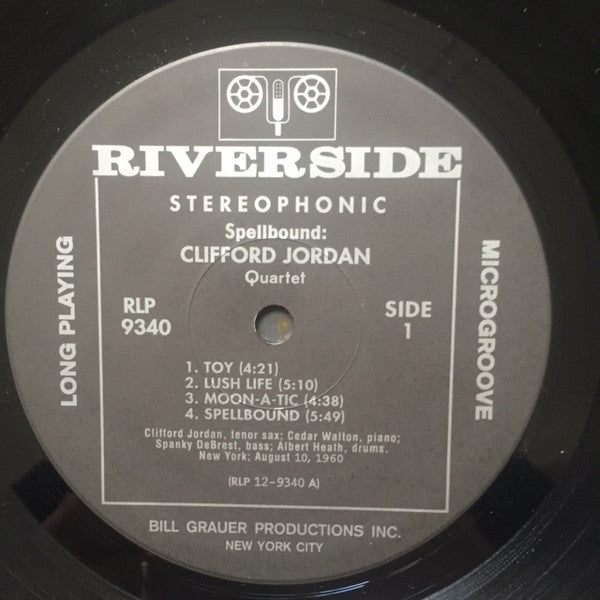 RIVERSIDE
STEREOPHONIC
Spellbound:
CLIFFORD JORDAN
Quartet
LONG PLAYING
RLP
9340
SIDE
1
MICROGROOVE
1. TOY (4:21)
2. LUSH LIFE (5:10)
3. MOON-A-TIC (4:38)
4. SPELLBOUND (5:49)
Clifford Jordan, tenor sax; Cedar Walton, piano;
Spanky DeBrest, bass; Albert Heath, drums.
New York; August 10, 1960
(RLP 12-9340 A)
BILL GRAUER PRODUCTIONS INC.
NEW YORK CITY